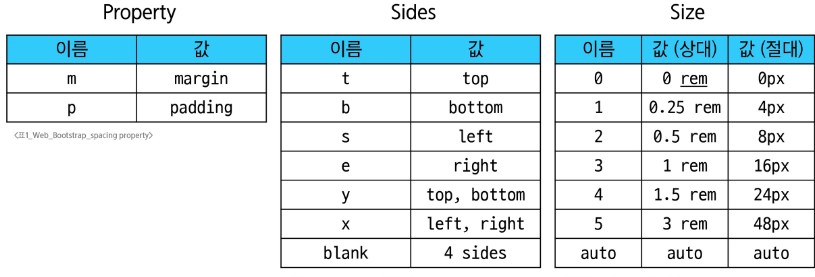 Property
이름 값
m margin
p padding
<표1_Web_Bootstrap_spacing property>
Sides
이름 값
t top
b bottom
s left
e right
y top, bottom
x left, right
blank 4 sides
Size
이름 값 (상대) 값 (절대)
0 0 rem 0px
1 0.25 rem 4px
2 0.5 rem 8px
3 1 rem 16px
4 1.5 rem 24px
5 3 rem 48px
auto auto auto